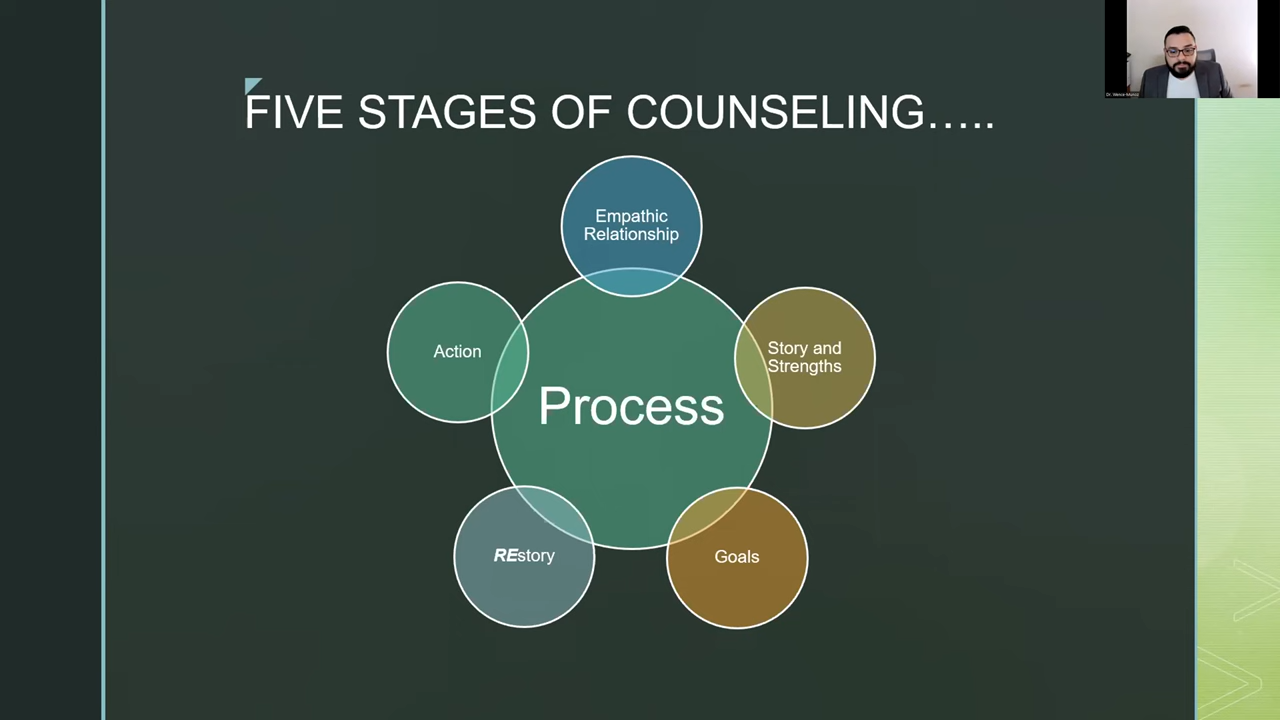 FIVE STAGES OF COUNSELING…..
Empathic
Relationship
Story and
Strengths
Goals
REstory
Action
Process